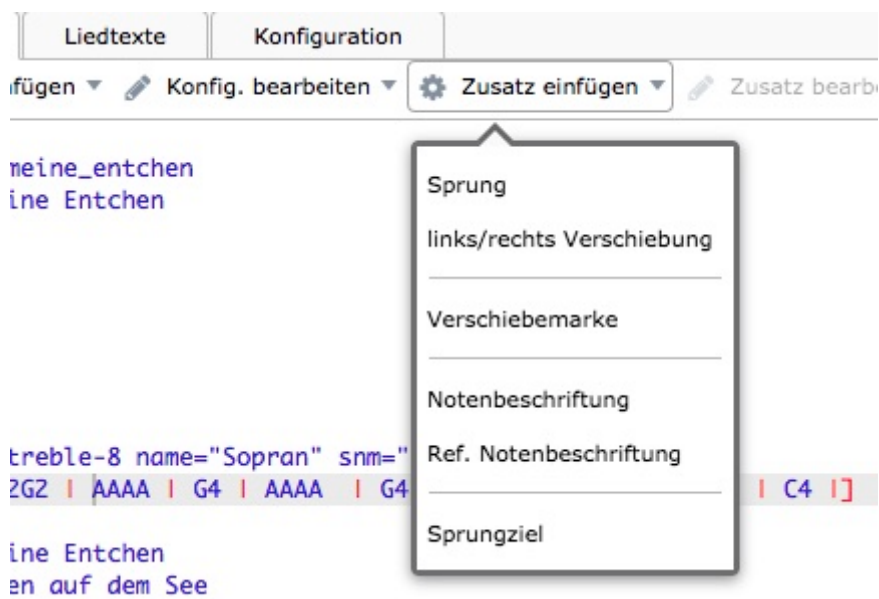 Liedtexte Konfiguration
fügen Konfig. bearbeiten Zusatz einfügen Zusatz bearb
meine_entchen
ine Entchen
Sprung
links/rechts Verschiebung
Verschiebemarke
Notenbeschriftung
Ref. Notenbeschriftung
Sprungziel
treble-8 name="Sopran" snm="
2G2 | AAAA | G4 | AAAA | G4 | C4 |]
ine Entchen
en auf dem See